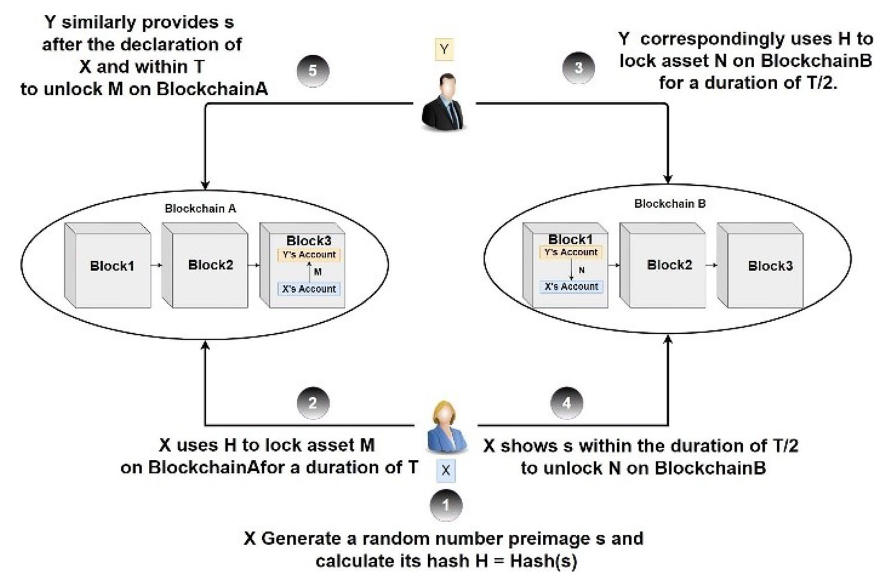 Y similarly provides s
after the declaration of
X and within T
to unlock M on BlockchainA
5
Y
3
Y correspondingly uses H to
lock asset N on BlockchainB
for a duration of T/2.
Blockchain A
Block1
Block2
Block3
Y's Account
M
X's Account
Blockchain B
Block1
Y's Account
N
X's Account
Block2
Block3
2
X uses H to lock asset M
on BlockchainAfor a duration of T
4
X shows s within the duration of T/2
to unlock N on BlockchainB
X
1
X Generate a random number preimage s and
calculate its hash H = Hash(s)